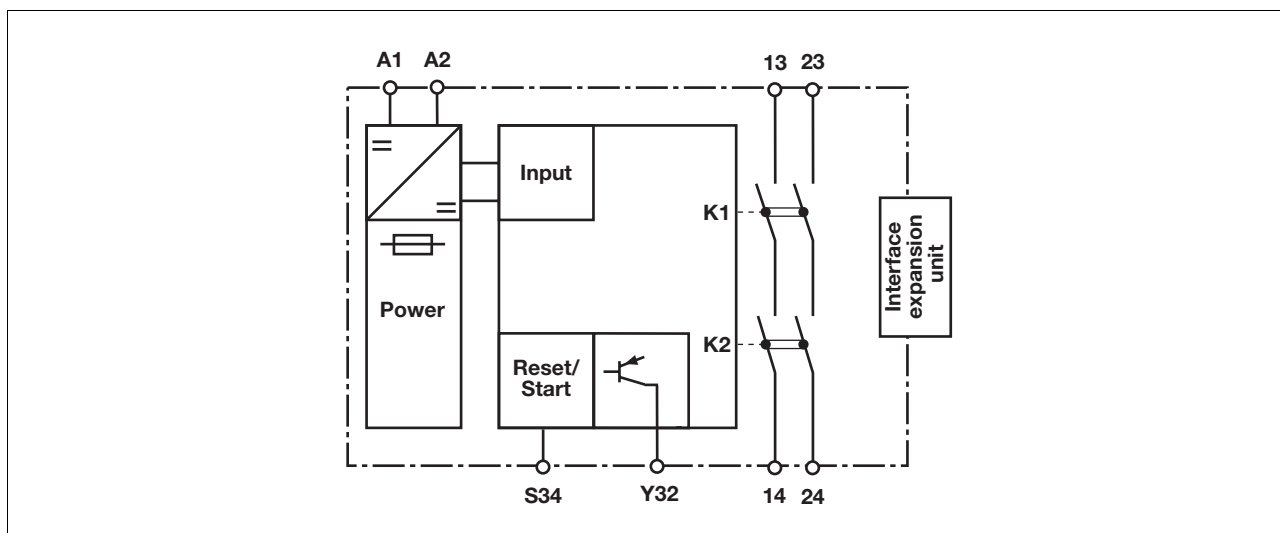 A1 A2
13 23
Input
K1
Interface
expansion
unit
Power
K2
Reset/
Start
S34
Y32
14 24